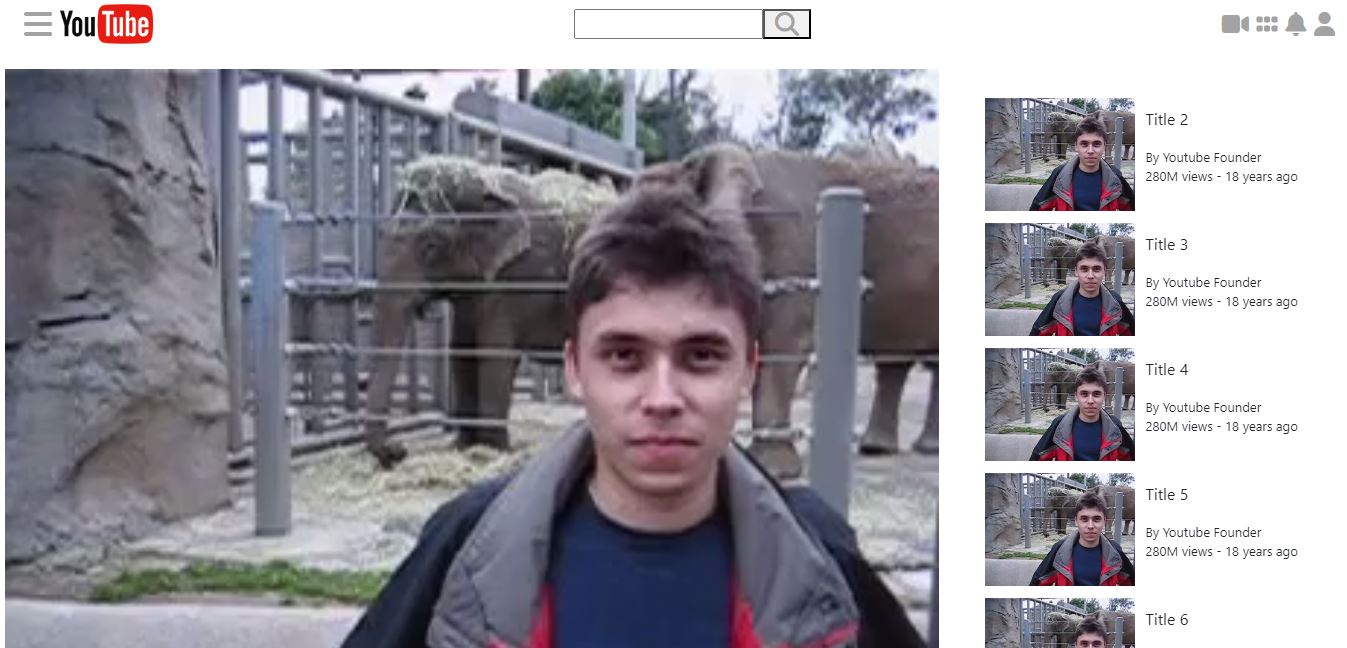 YouTube
Title 2
By Youtube Founder
280M views - 18 years ago
Title 3
By Youtube Founder
280M views - 18 years ago
Title 4
By Youtube Founder
280M views - 18 years ago
Title 5
By Youtube Founder
280M views - 18 years ago
Title 6